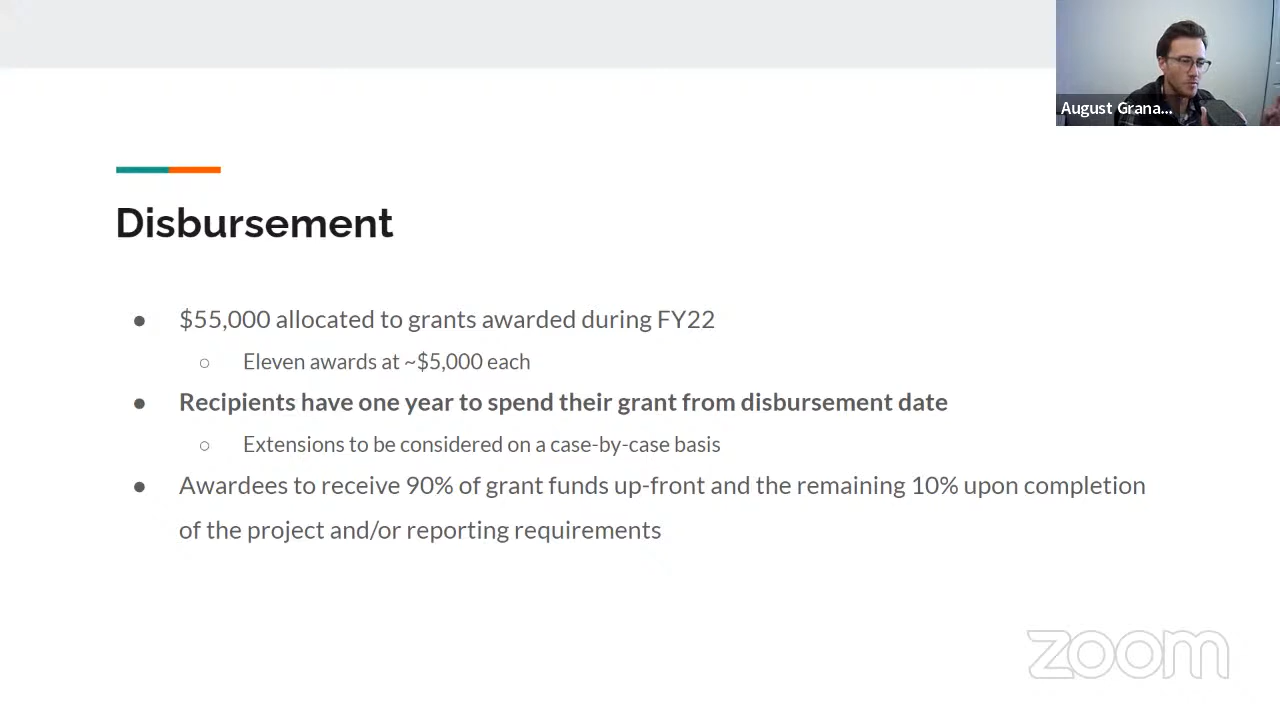 August Grana...
Disbursement
● $55,000 allocated to grants awarded during FY22
○ Eleven awards at ~$5,000 each
● Recipients have one year to spend their grant from disbursement date
○ Extensions to be considered on a case-by-case basis
● Awardees to receive 90% of grant funds up-front and the remaining 10% upon completion
of the project and/or reporting requirements
zoom